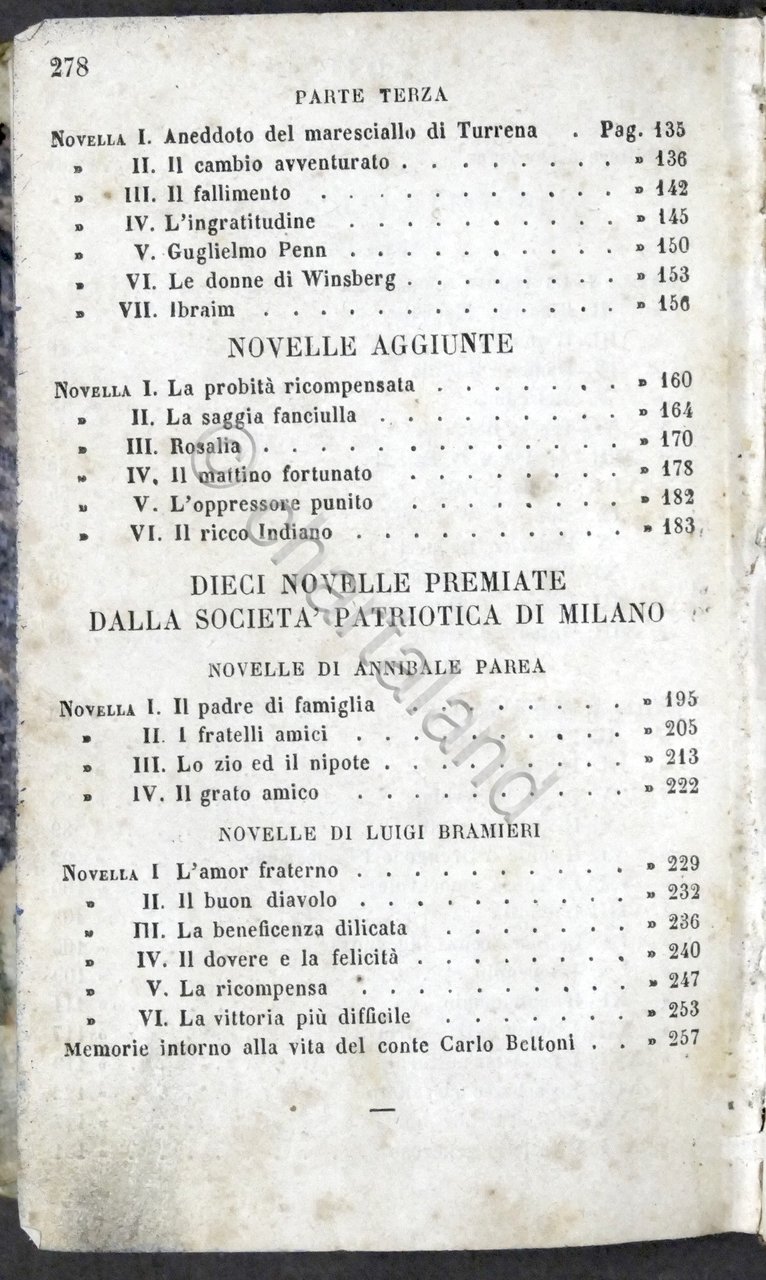 278
PARTE TERZA
NOVELLA I. Aneddoto del maresciallo di Turrena . Pag. 135
» II. Il cambio avventurato . . . . . . . . » 136
» III. Il fallimento . . . . . . . . . . . » 142
» IV. L'ingratitudine . . . . . . . . . . » 145
» V. Guglielmo Penn . . . . . . . . . . » 150
» VI. Le donne di Winsberg . . . . . . . . » 153
» VII. Ibraim . . . . . . . . . . . . . » 156
NOVELLE AGGIUNTE
NOVELLA I. La probità ricompensata . . . . . . . » 160
» II. La saggia fanciulla . . . . . . . . . » 164
» III. Rosalia . . . . . . . . . . . . . » 170
» IV. Il mattino fortunato . . . . . . . . » 178
» V. L'oppressore punito . . . . . . . . » 182
» VI. Il ricco Indiano . . . . . . . . . . » 183
DIECI NOVELLE PREMIATE
DALLA SOCIETA' PATRIOTICA DI MILANO
NOVELLE DI ANNIBALE PAREA
NOVELLA I. Il padre di famiglia . . . . . . . . » 195
» II. I fratelli amici . . . . . . . . . . » 205
» III. Lo zio ed il nipote . . . . . . . . . » 213
» IV. Il grato amico . . . . . . . . . . » 222
NOVELLE DI LUIGI BRAMIERI
NOVELLA I L'amor fraterno . . . . . . . . . . » 229
» II. Il buon diavolo . . . . . . . . . . » 232
» III. La beneficenza dilicata . . . . . . . » 236
» IV. Il dovere e la felicità . . . . . . . . » 240
» V. La ricompensa . . . . . . . . . . » 247
» VI. La vittoria più difficile . . . . . . . » 253
Memorie intorno alla vita del conte Carlo Bettoni . . » 257
© chartaland